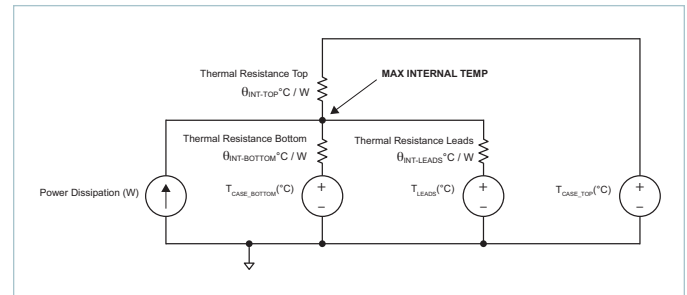 Thermal Resistance Top
θINT-TOP°C / W
MAX INTERNAL TEMP
Thermal Resistance Bottom
θINT-BOTTOM°C / W
Thermal Resistance Leads
θINT-LEADS°C / W
Power Dissipation (W)
TCASE_BOTTOM(°C)
+
–
TLEADS(°C)
+
–
TCASE_TOP(°C)
+
–